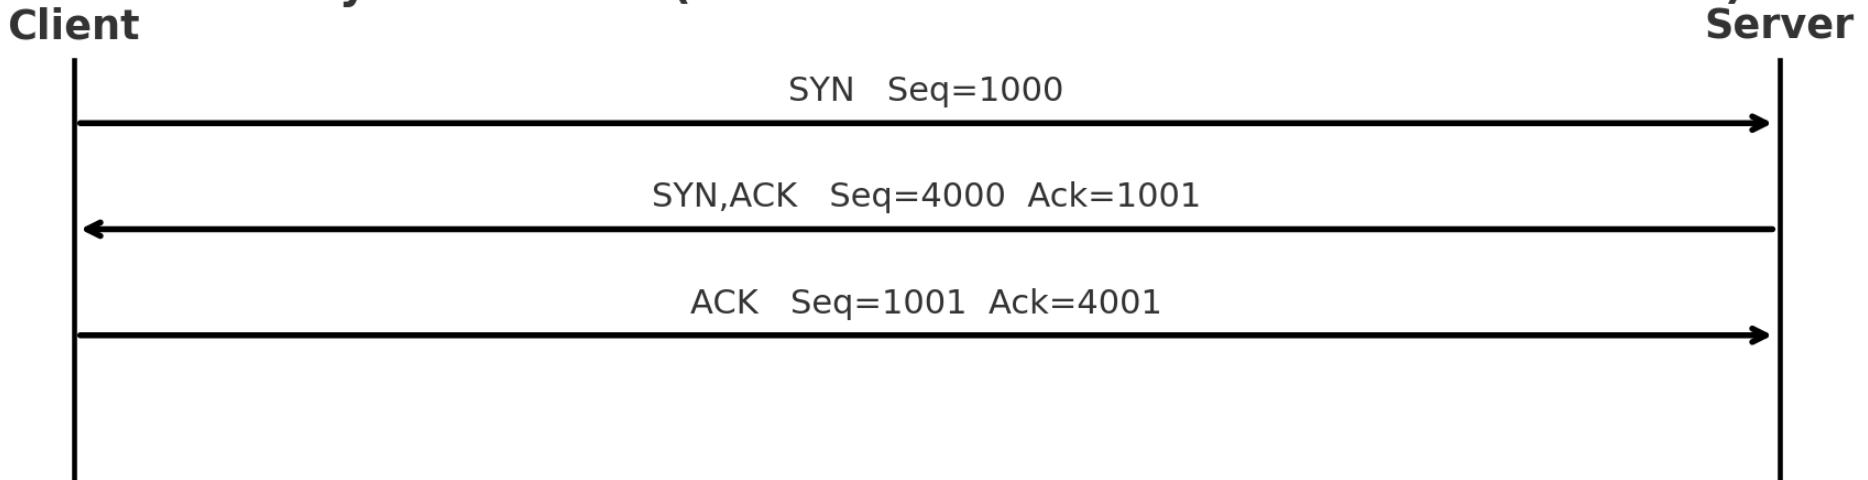 Client Server
SYN   Seq=1000
SYN,ACK   Seq=4000  Ack=1001
ACK   Seq=1001  Ack=4001